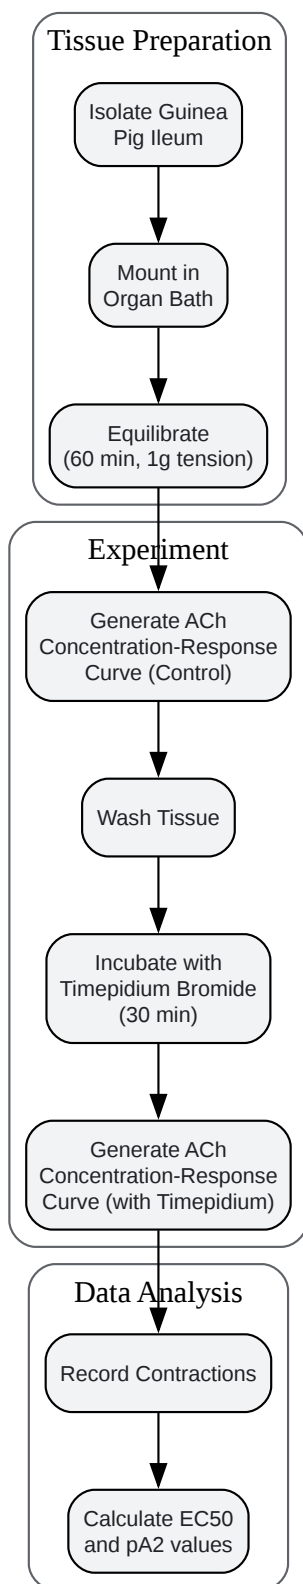 Tissue Preparation
Isolate Guinea
Pig Ileum
Mount in
Organ Bath
Equilibrate
(60 min, 1g tension)
Experiment
Generate ACh
Concentration-Response
Curve (Control)
Wash Tissue
Incubate with
Timepidium Bromide
(30 min)
Generate ACh
Concentration-Response
Curve (with Timepidium)
Data Analysis
Record Contractions
Calculate EC50
and pA2 values